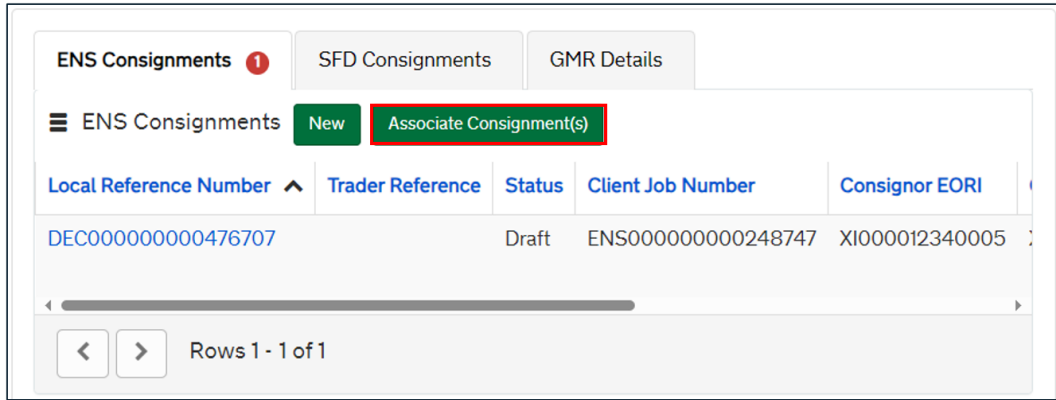 ENS Consignments 1 SFD Consignments GMR Details
ENS Consignments New Associate Consignment(s)
Local Reference Number Trader Reference Status Client Job Number Consignor EORI
DEC000000000476707 Draft ENS000000000248747 XI000012340005
Rows 1 - 1 of 1